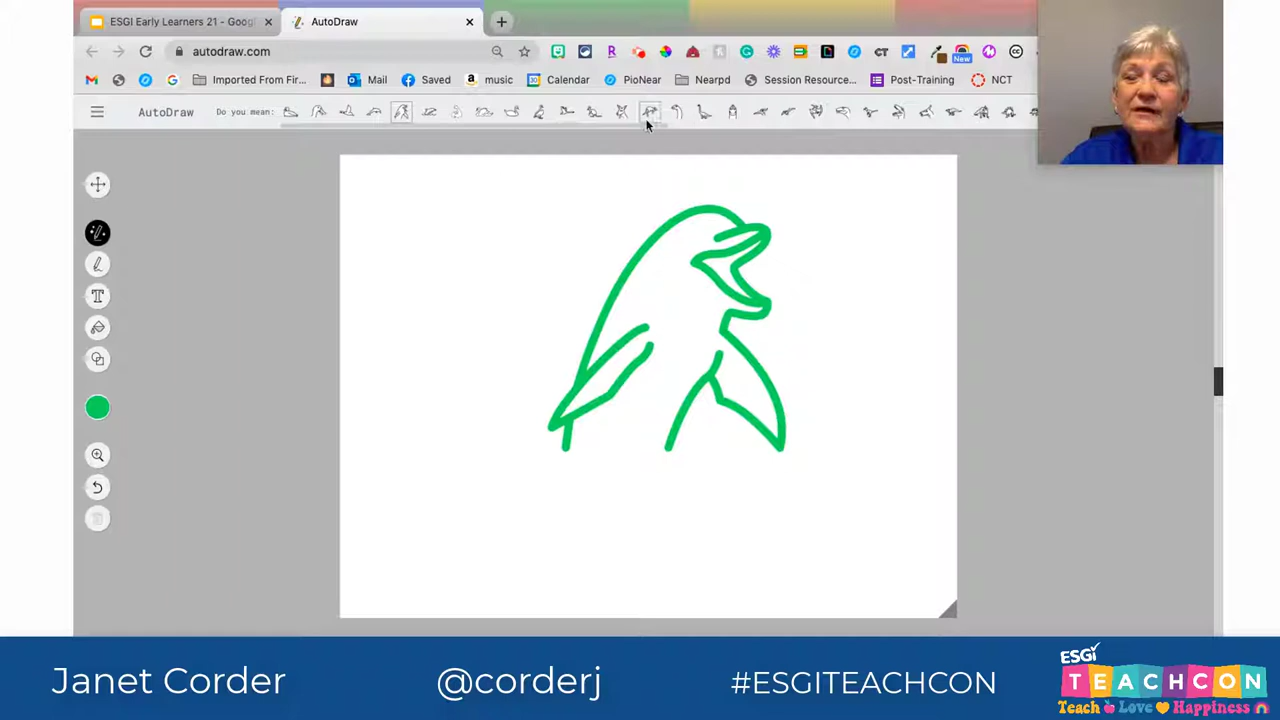 ESGI Early Learners 21 - Goog
AutoDraw
autodraw.com
New
Imported From Fir...
Mail
Saved
music
Calendar
PioNear
Nearpd
Session Resource...
Post-Training
NCT
AutoDraw
Do you mean:
Janet Corder
@corderj
#ESGITEACHCON
ESGi
TEACHCON
Teach Love Happiness